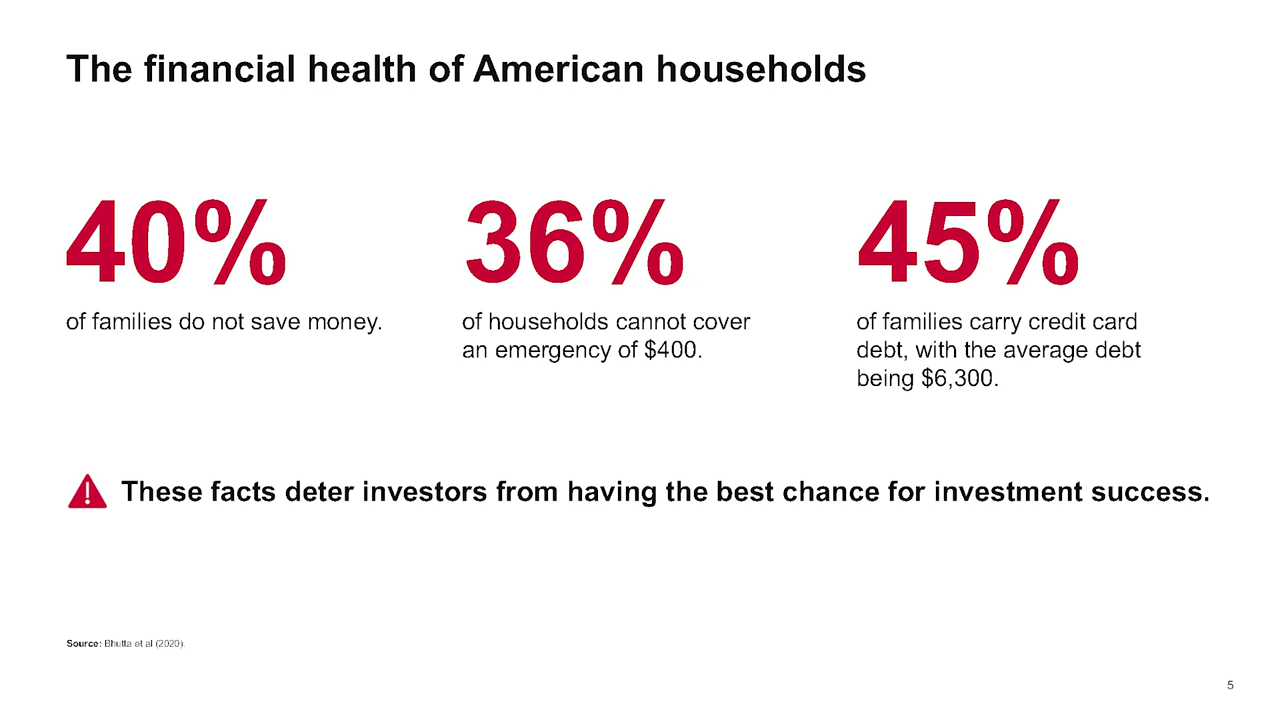 The financial health of American households
40%
of families do not save money.
36%
of households cannot cover
an emergency of $400.
45%
of families carry credit card
debt, with the average debt
being $6,300.
These facts deter investors from having the best chance for investment success.
Source: Bhutta et al (2020).
5